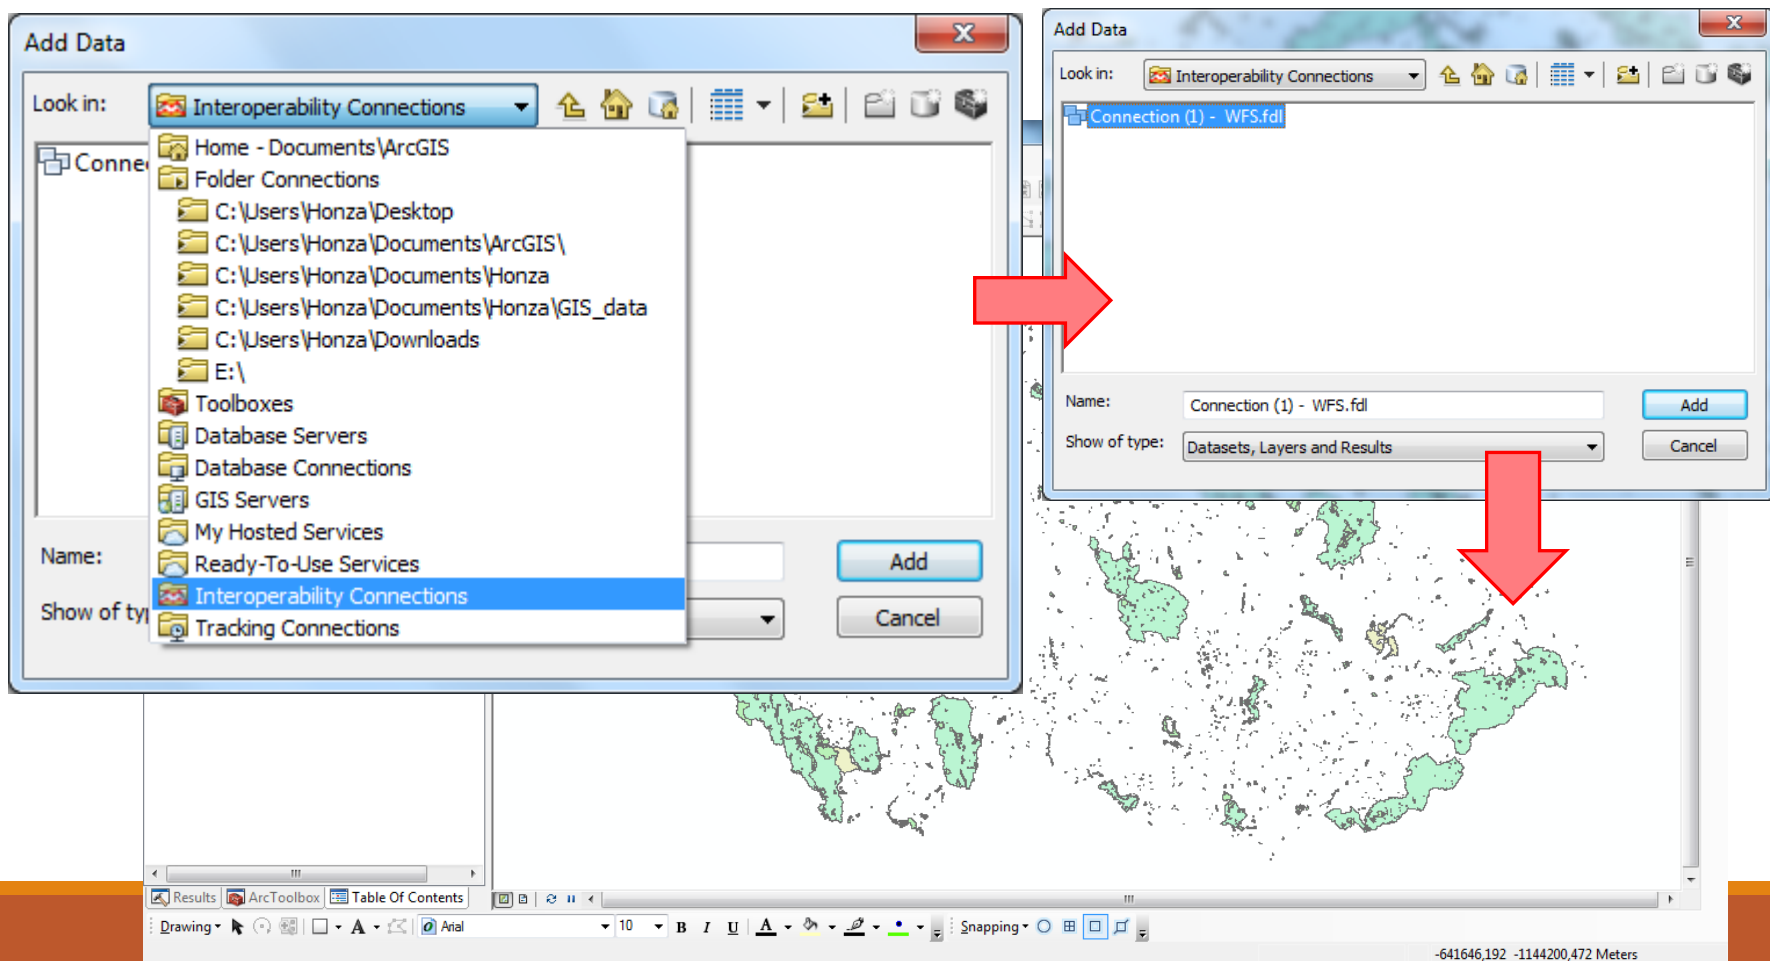 Add Data
Look in:
Interoperability Connections
Conne
Home - Documents\ArcGIS
Folder Connections
C:\Users\Honza\Desktop
C:\Users\Honza\Documents\ArcGIS\
C:\Users\Honza\Documents\Honza
C:\Users\Honza\Documents\Honza\GIS_data
C:\Users\Honza\Downloads
E:\
Toolboxes
Database Servers
Database Connections
GIS Servers
My Hosted Services
Ready-To-Use Services
Interoperability Connections
Tracking Connections
Name:
Add
Show of ty
Cancel
Add Data
Look in:
Interoperability Connections
Connection (1) - WFS.fdl
Name:
Connection (1) - WFS.fdl
Add
Show of type:
Datasets, Layers and Results
Cancel
Results
ArcToolbox
Table Of Contents
Drawing
A
Arial
10
B I U A
Snapping
-641646,192 -1144200,472 Meters